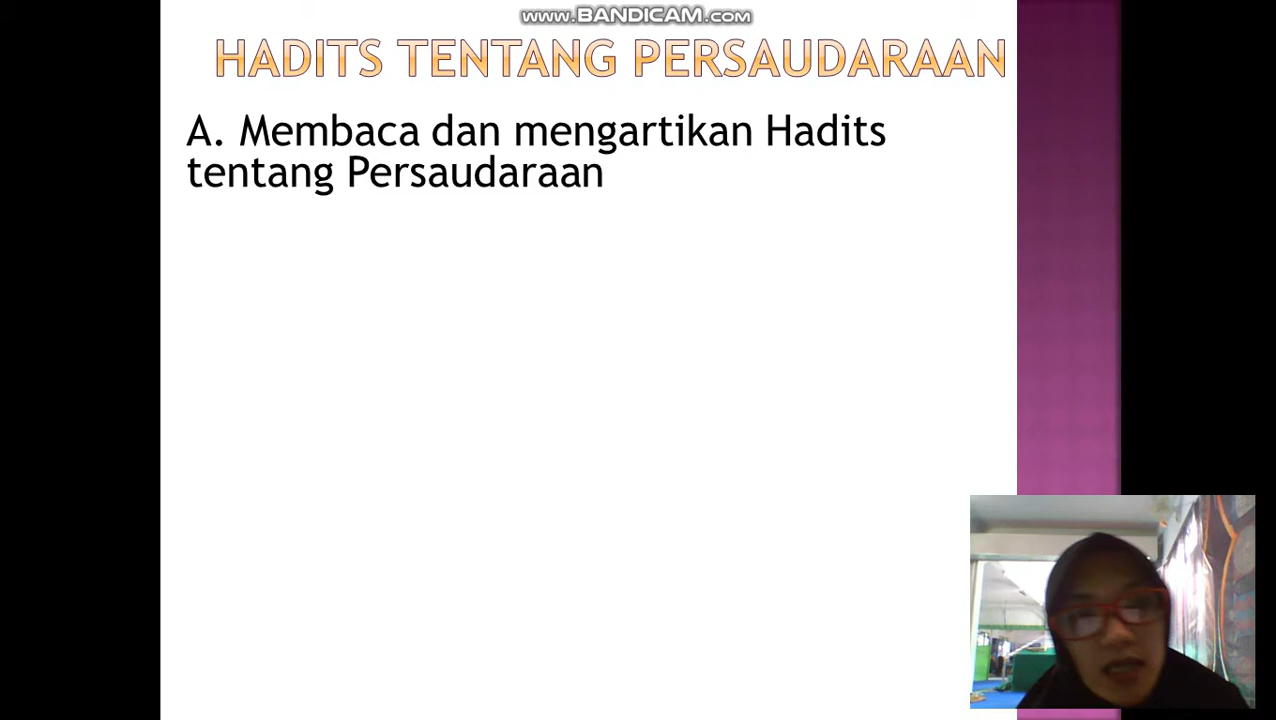 www.BANDICAM.com
HADITS TENTANG PERSAUDARAAN
A. Membaca dan mengartikan Hadits
tentang Persaudaraan